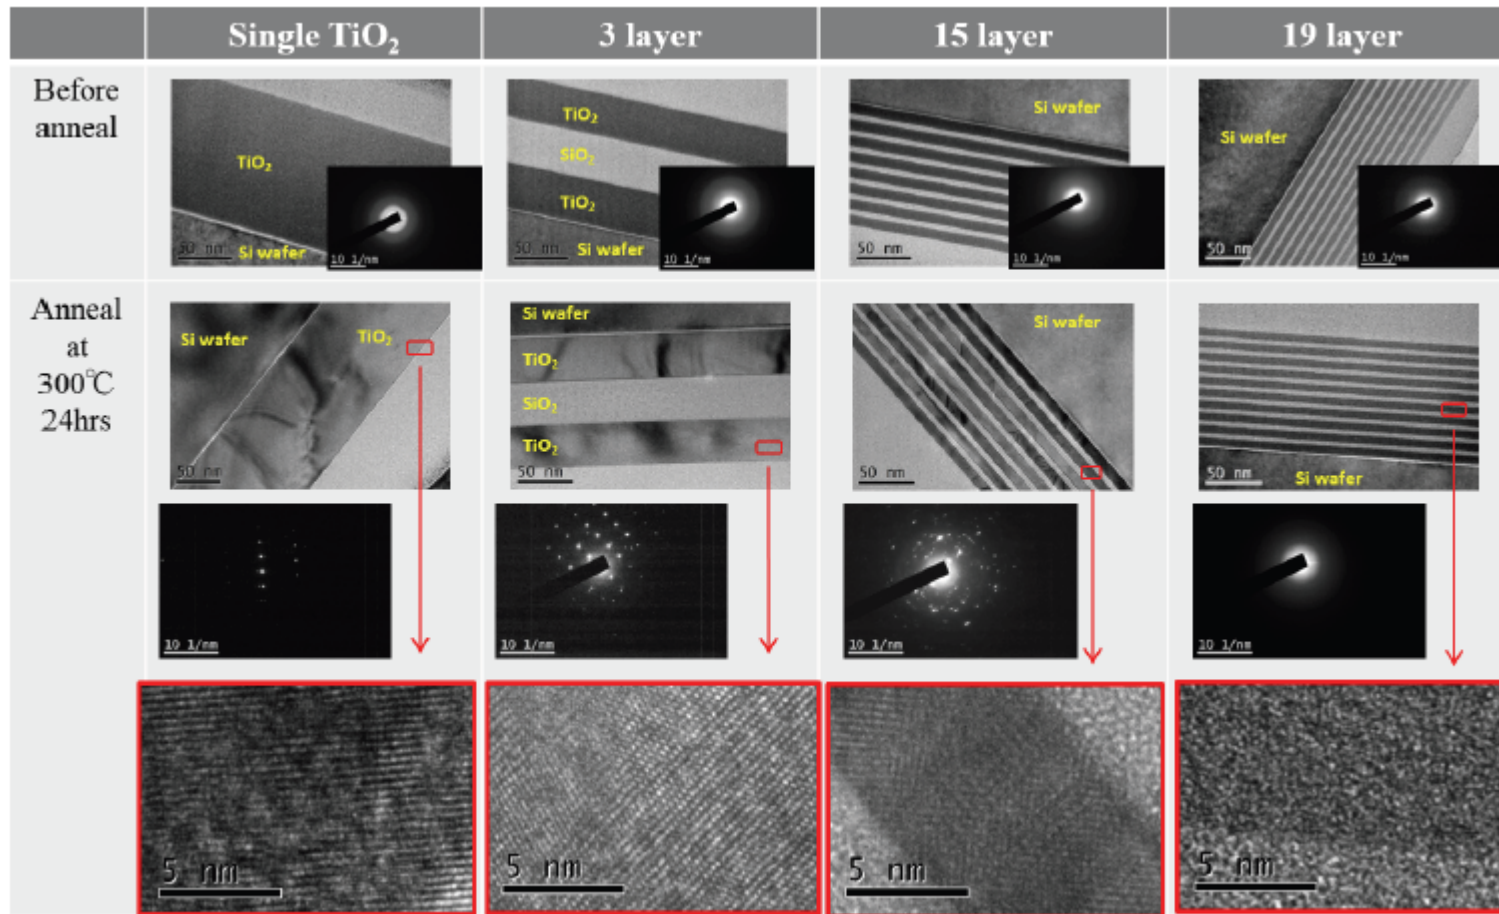 Single TiO₂
3 layer
15 layer
19 layer
Before
anneal
TiO₂
Si wafer
50 nm
10 1/nm
TiO₂
SiO₂
TiO₂
Si wafer
50 nm
10 1/nm
Si wafer
50 nm
10 1/nm
Si wafer
50 nm
10 1/nm
Anneal
at
300℃
24hrs
Si wafer
TiO₂
50 nm
10 1/nm
5 nm
Si wafer
TiO₂
SiO₂
TiO₂
50 nm
10 1/nm
5 nm
Si wafer
50 nm
10 1/nm
5 nm
Si wafer
50 nm
10 1/nm
5 nm